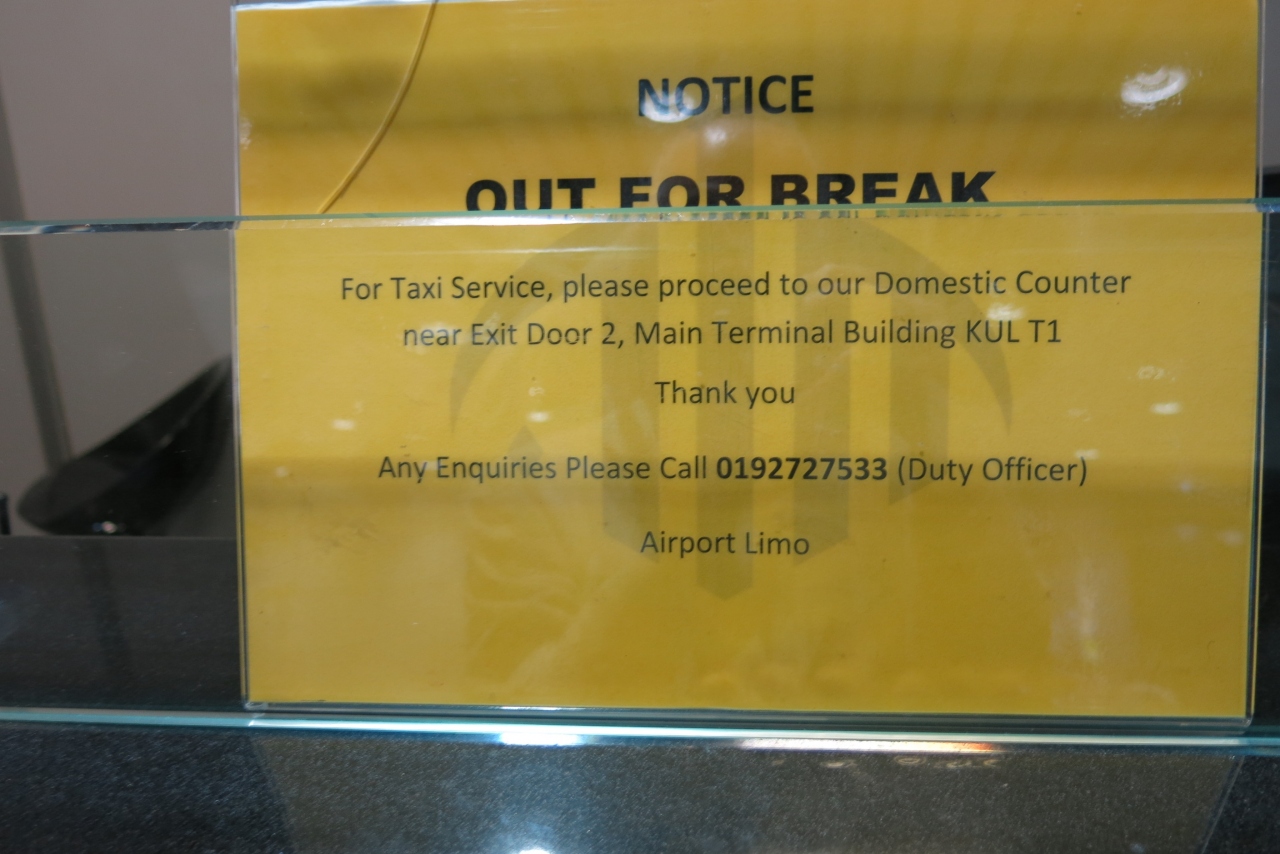 NOTICE
OUT FOR BREAK
For Taxi Service, please proceed to our Domestic Counter
near Exit Door 2, Main Terminal Building KUL T1
Thank you
Any Enquiries Please Call 0192727533 (Duty Officer)
Airport Limo